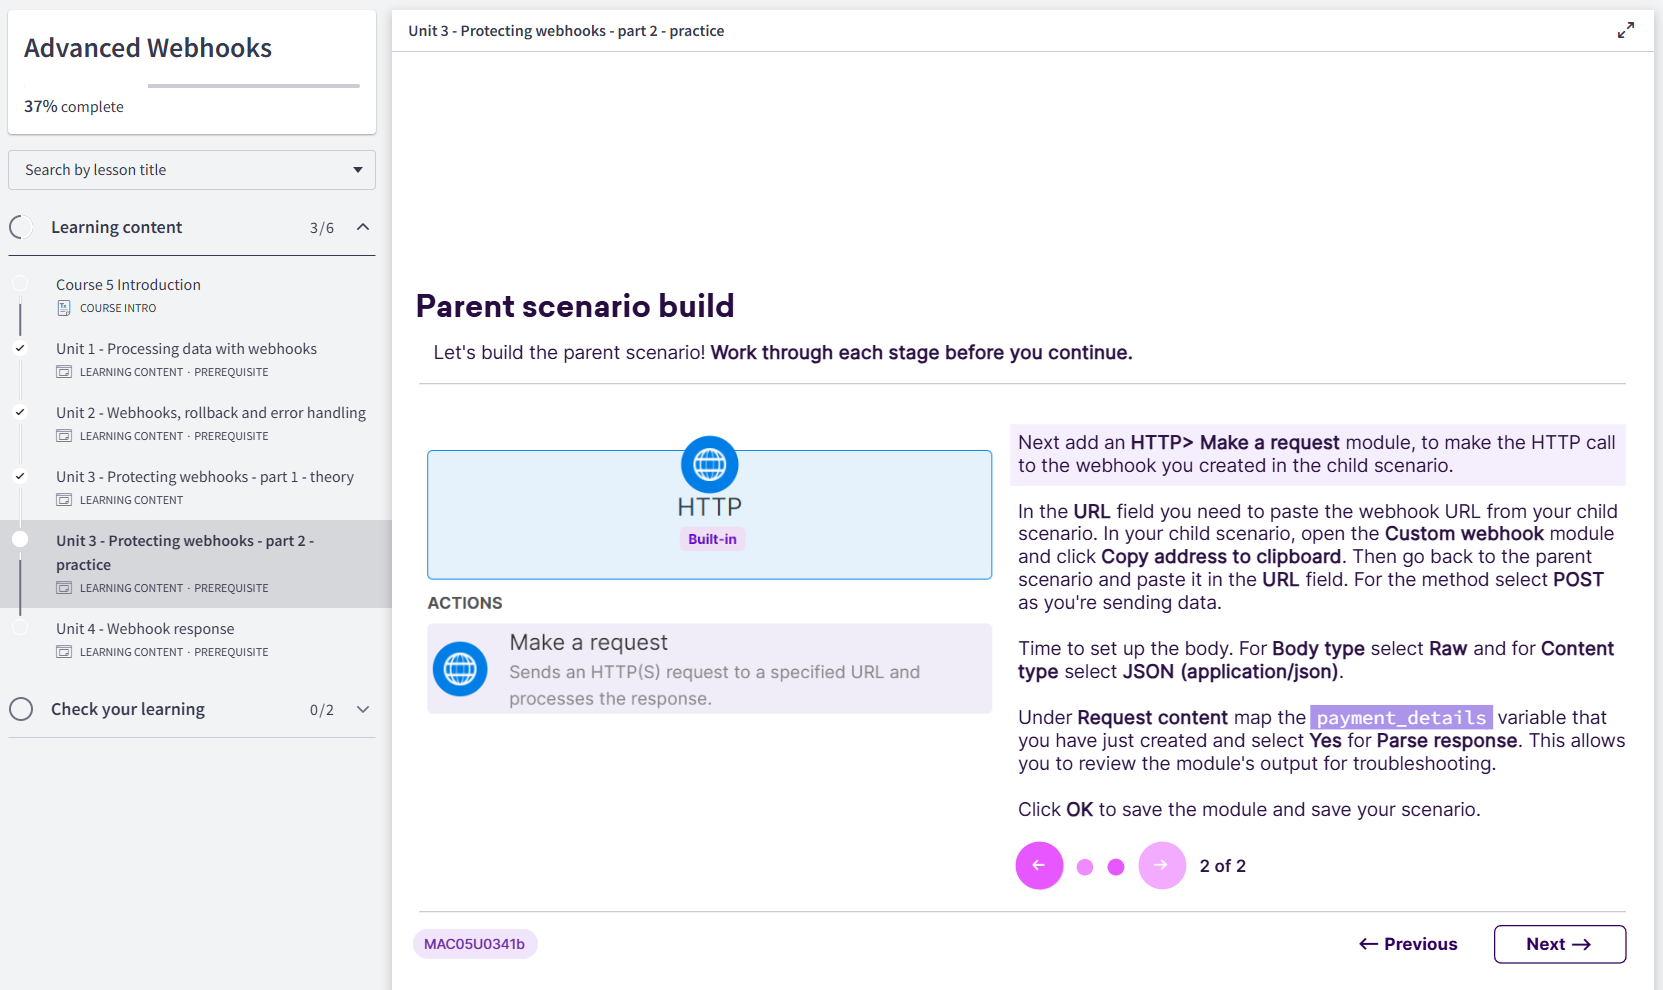 Advanced Webhooks
37% complete
Search by lesson title
Learning content 3/6
Course 5 Introduction
COURSE INTRO
Unit 1 - Processing data with webhooks
LEARNING CONTENT · PREREQUISITE
Unit 2 - Webhooks, rollback and error handling
LEARNING CONTENT · PREREQUISITE
Unit 3 - Protecting webhooks - part 1 - theory
LEARNING CONTENT
Unit 3 - Protecting webhooks - part 2 -
practice
LEARNING CONTENT · PREREQUISITE
Unit 4 - Webhook response
LEARNING CONTENT · PREREQUISITE
Check your learning 0/2
Unit 3 - Protecting webhooks - part 2 - practice
Parent scenario build
Let's build the parent scenario! Work through each stage before you continue.
HTTP
Built-in
ACTIONS
Make a request
Sends an HTTP(S) request to a specified URL and
processes the response.
Next add an HTTP> Make a request module, to make the HTTP call
to the webhook you created in the child scenario.
In the URL field you need to paste the webhook URL from your child
scenario. In your child scenario, open the Custom webhook module
and click Copy address to clipboard. Then go back to the parent
scenario and paste it in the URL field. For the method select POST
as you're sending data.
Time to set up the body. For Body type select Raw and for Content
type select JSON (application/json).
Under Request content map the payment_details variable that
you have just created and select Yes for Parse response. This allows
you to review the module's output for troubleshooting.
Click OK to save the module and save your scenario.
← → 2 of 2
MAC05U0341b
← Previous
Next →